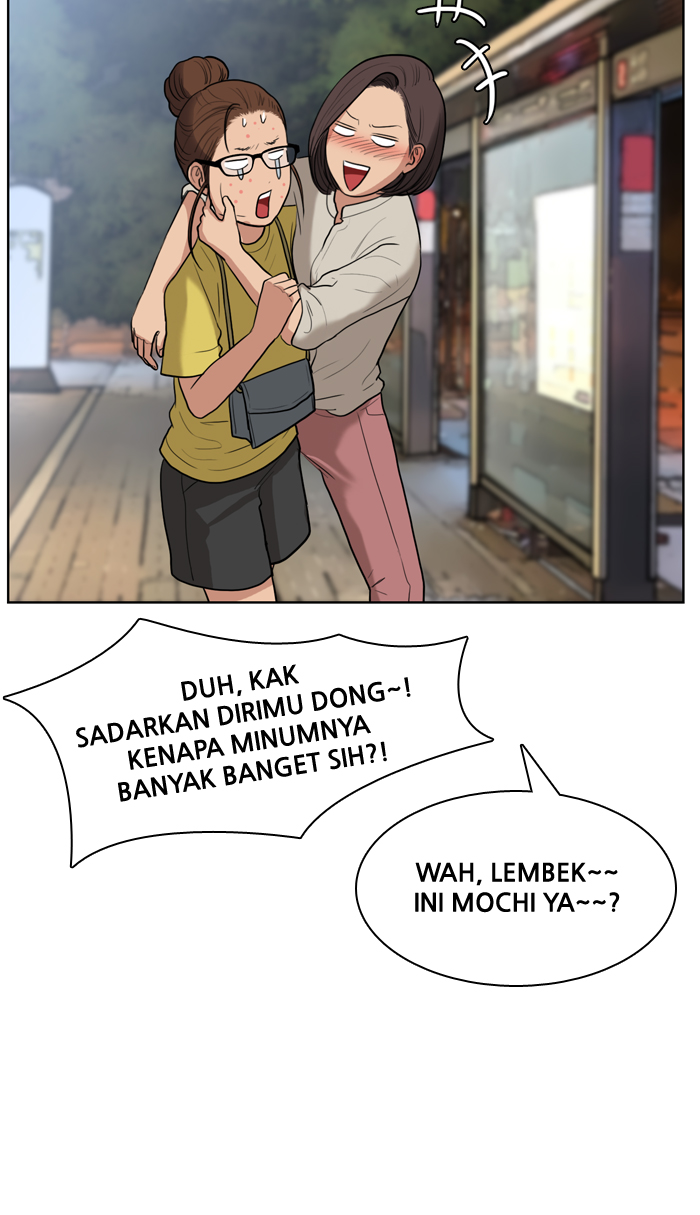 DUH, KAK
SADARKAN DIRIMU DONG~!
KENAPA MINUMNYA
BANYAK BANGET SIH?!
WAH, LEMBEK~~
INI MOCHI YA~~?